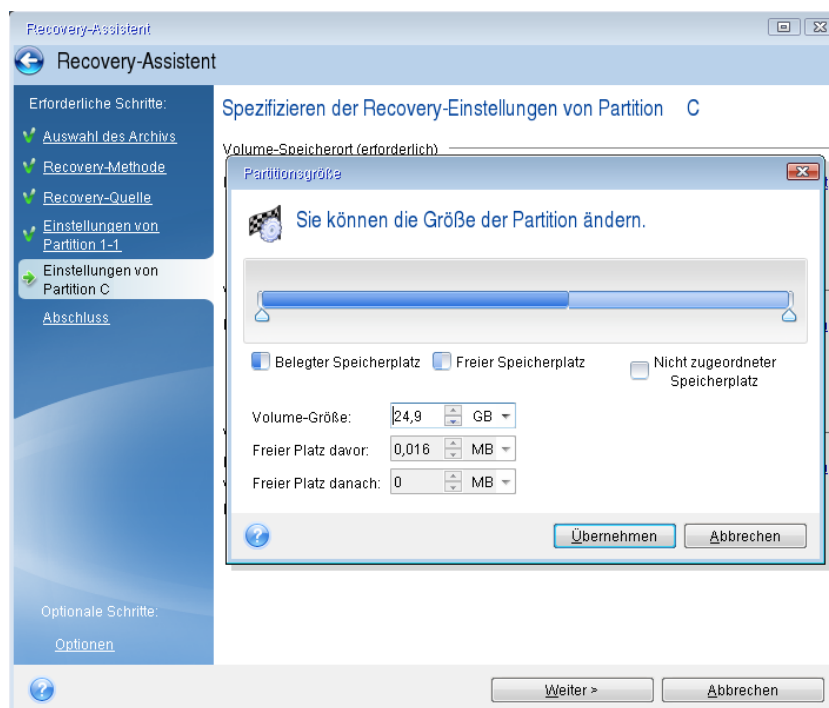 Recovery-Assistent
Recovery-Assistent
Erforderliche Schritte:
Auswahl des Archivs
Recovery-Methode
Recovery-Quelle
Einstellungen von
Partition 1-1
Einstellungen von
Partition C
Abschluss
Optionale Schritte:
Optionen
Spezifizieren der Recovery-Einstellungen von Partition C
Volume-Speicherort (erforderlich)
Partitionsgröße
Sie können die Größe der Partition ändern.
Belegter Speicherplatz Freier Speicherplatz Nicht zugeordneter
Speicherplatz
Volume-Größe: 24,9 GB
Freier Platz davor: 0,016 MB
Freier Platz danach: 0 MB
Übernehmen Abbrechen
Weiter > Abbrechen